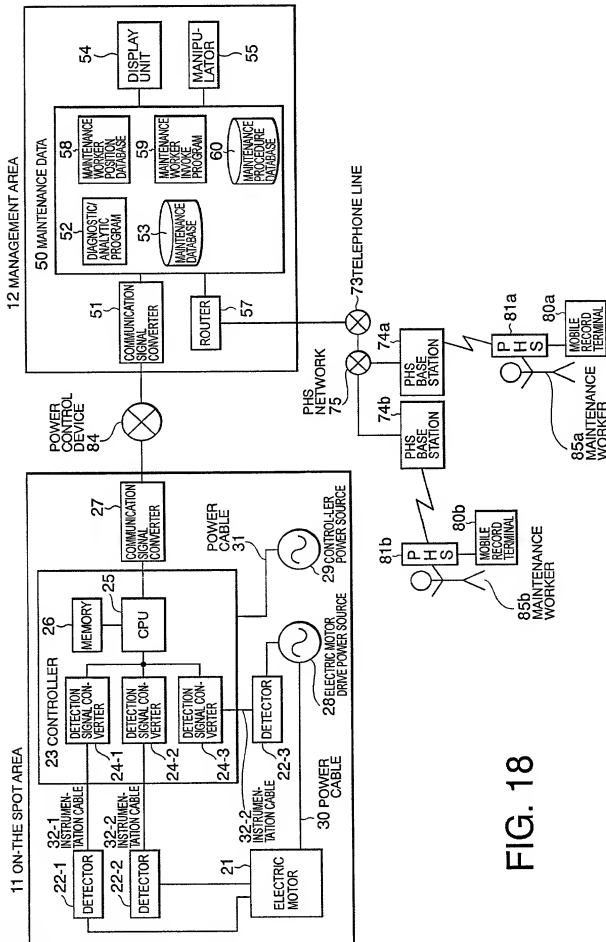 11 ON-THE SPOT AREA
23 CONTROLLER
26
MEMORY
25
CPU
27
COMMUNICATION
SIGNAL
CONVERTER
DETECTION
SIGNAL CON-
VERTER
24-1
DETECTION
SIGNAL CON-
VERTER
24-2
DETECTION
SIGNAL CON-
VERTER
24-3
32-1
INSTRUMEN-
TATION CABLE
32-2
INSTRUMEN-
TATION CABLE
32-2
INSTRUMEN-
TATION CABLE
22-1
DETECTOR
22-2
DETECTOR
DETECTOR
22-3
21
ELECTRIC
MOTOR
30 POWER CABLE
POWER
CABLE
31
29 CONTROL-LER
POWER SOURCE
28 ELECTRIC MOTOR
DRIVE POWER SOURCE
POWER
CONTROL
DEVICE
84
12 MANAGEMENT AREA
50 MAINTENANCE DATA
51
COMMUNICATION
SIGNAL
CONVERTER
52
DIAGNOSTIC/
ANALYTIC
PROGRAM
53
MAINTENANCE
DATABASE
58
MAINTENANCE
WORKER
POSITION
DATABASE
59
MAINTENANCE
WORKER
INVOKE
PROGRAM
60
MAINTENANCE
PROCEDURE
DATABASE
54
DISPLAY
UNIT
MANIPU-
LATOR
55
ROUTER
57
73 TELEPHONE LINE
PHS
NETWORK
75
74a
PHS BASE
STATION
74b
PHS BASE
STATION
81a
PHS
80a
MOBILE
RECORD
TERMINAL
85a
MAINTENANCE
WORKER
81b
PHS
80b
MOBILE
RECORD
TERMINAL
85b
MAINTENANCE
WORKER
FIG. 18